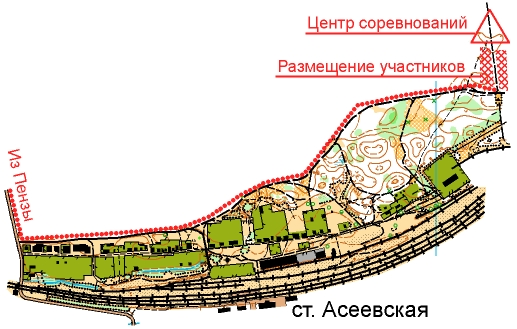 Центр соревнований
Размещение участников
Из Пензы
ст. Асеевская